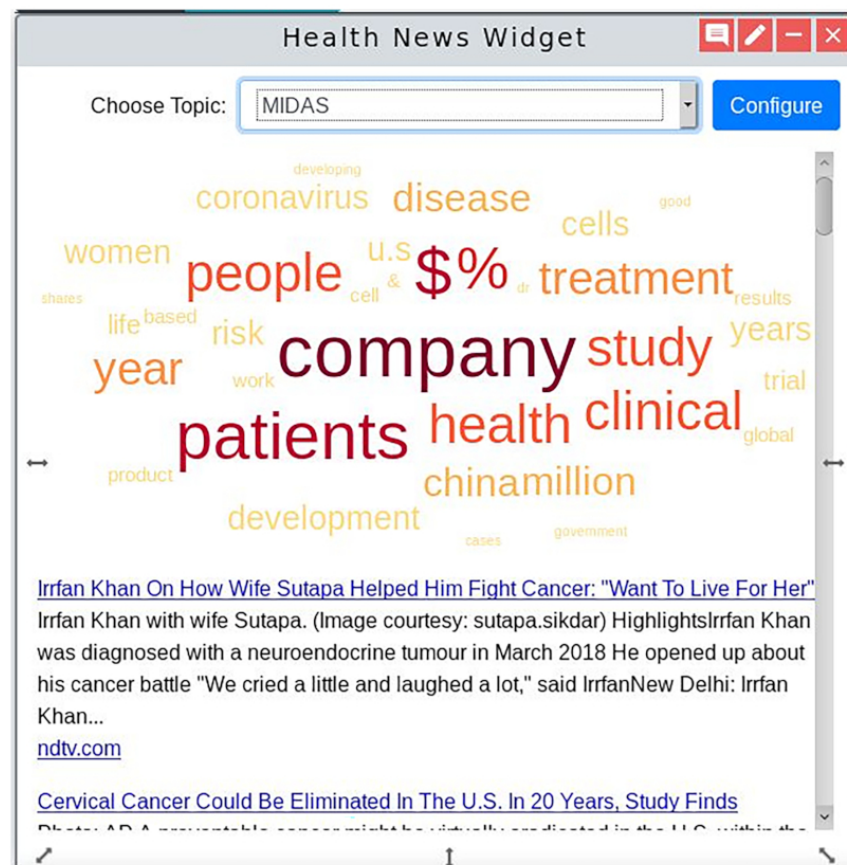 Health News Widget
Choose Topic: MIDAS Configure
developing
coronavirus disease good
cells
women people u.s $ % treatment
shares cell & dr results
life based risk company study years
year work trial
patients health clinical global
product china million
development
cases government
Irrfan Khan On How Wife Sutapa Helped Him Fight Cancer: "Want To Live For Her"
Irrfan Khan with wife Sutapa. (Image courtesy: sutapa.sikdar) HighlightsIrrfan Khan
was diagnosed with a neuroendocrine tumour in March 2018 He opened up about
his cancer battle "We cried a little and laughed a lot," said IrrfanNew Delhi: Irrfan
Khan...
ndtv.com
Cervical Cancer Could Be Eliminated In The U.S. In 20 Years, Study Finds